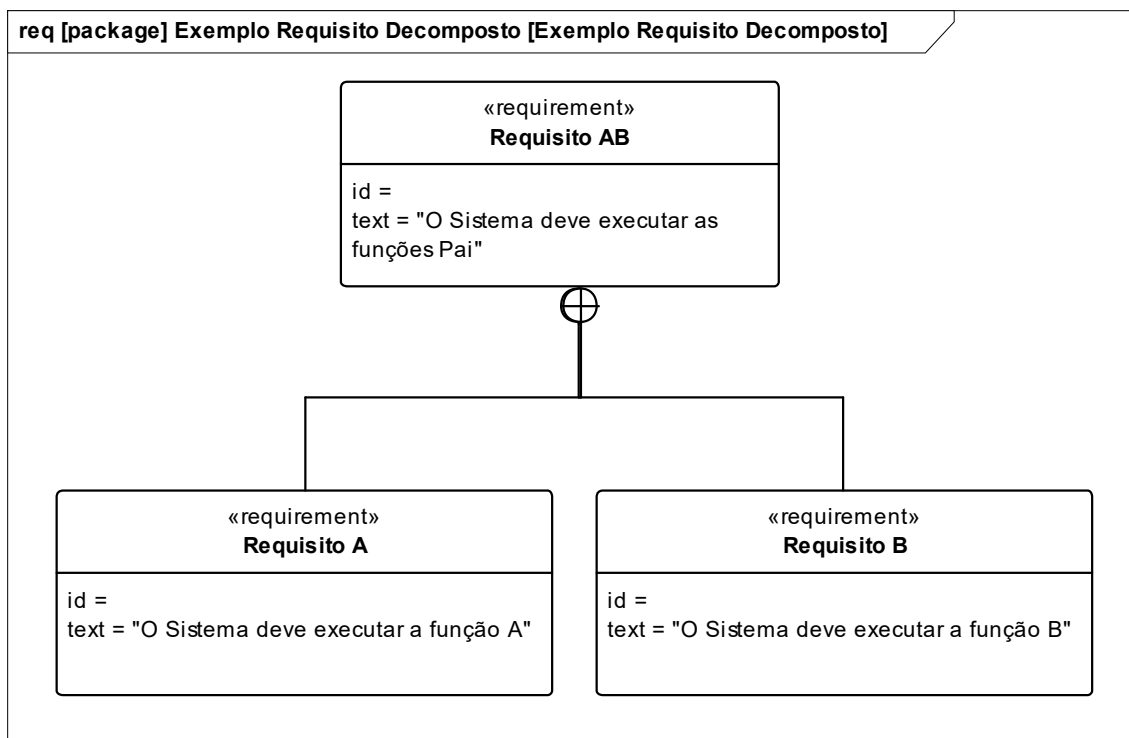 req [package] Exemplo Requisito Decomposto [Exemplo Requisito Decomposto]
«requirement»
Requisito AB
id =
text = "O Sistema deve executar as
funções Pai"
«requirement»
Requisito A
id =
text = "O Sistema deve executar a função A"
«requirement»
Requisito B
id =
text = "O Sistema deve executar a função B"